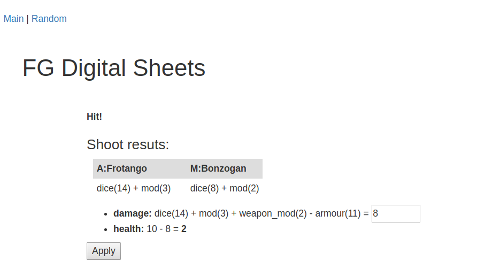 Main | Random
FG Digital Sheets
Hit!
Shoot resuts:
A:Frotango M:Bonzogan
dice(14) + mod(3) dice(8) + mod(2)
• damage: dice(14) + mod(3) + weapon_mod(2) - armour(11) = 8
• health: 10 - 8 = 2
Apply